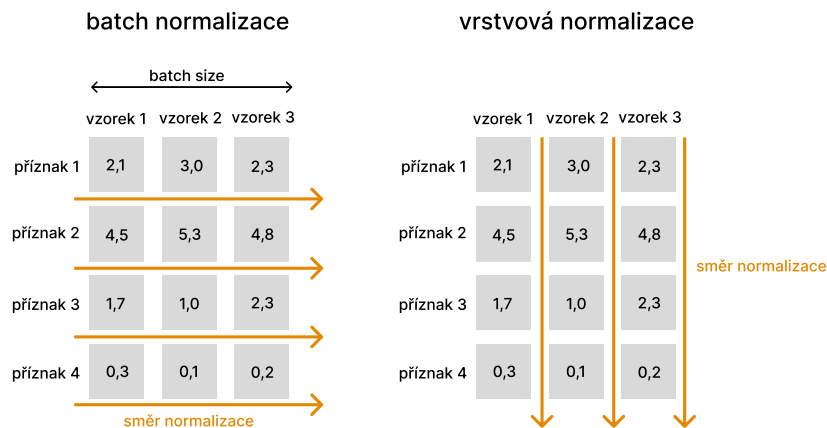 batch normalizace
batch size
vzorek 1 vzorek 2 vzorek 3
příznak 1 2,1 3,0 2,3
příznak 2 4,5 5,3 4,8
příznak 3 1,7 1,0 2,3
příznak 4 0,3 0,1 0,2
směr normalizace
vrstvová normalizace
vzorek 1 vzorek 2 vzorek 3
příznak 1 2,1 3,0 2,3
příznak 2 4,5 5,3 4,8
směr normalizace
příznak 3 1,7 1,0 2,3
příznak 4 0,3 0,1 0,2